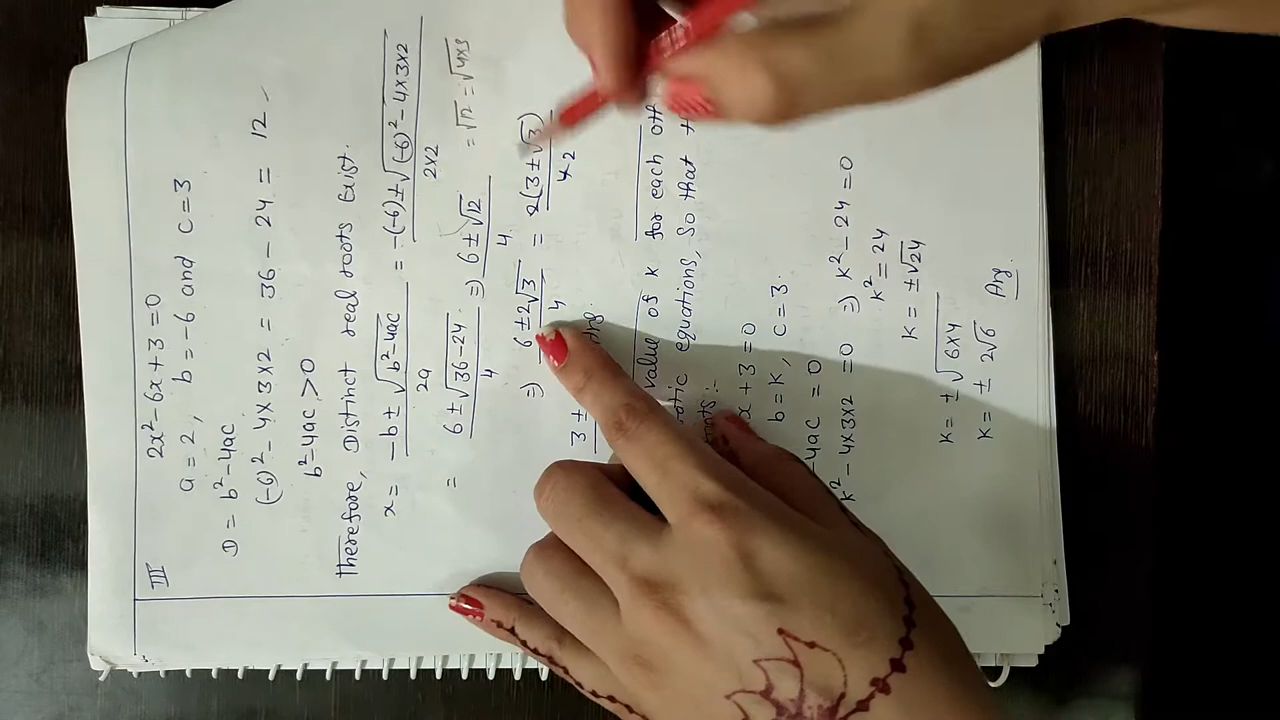 III 2x²-6x+3=0
a=2, b=-6 and c=3
D=b²-4ac
(-6)²-4×3×2 = 36-24 = 12
b²-4ac>0
Therefore, Distinct real roots Exist.
x = -b±√b²-4ac / 2a = -(-6)±√(-6)²-4×3×2 / 2×2
= 6±√36-24 / 4 => 6±√12 / 4 = √12 = √4×3
=> 6±2√3 / 4 = 2(3±√3) / 42
3±
value of k for each of
equations, So that
x+3=0
b=k, c=3.
-4ac=0
k²-4×3×2=0 => k²-24=0
k²=24
k=±√24
k=±√6×4
k=± 2√6 Ans.